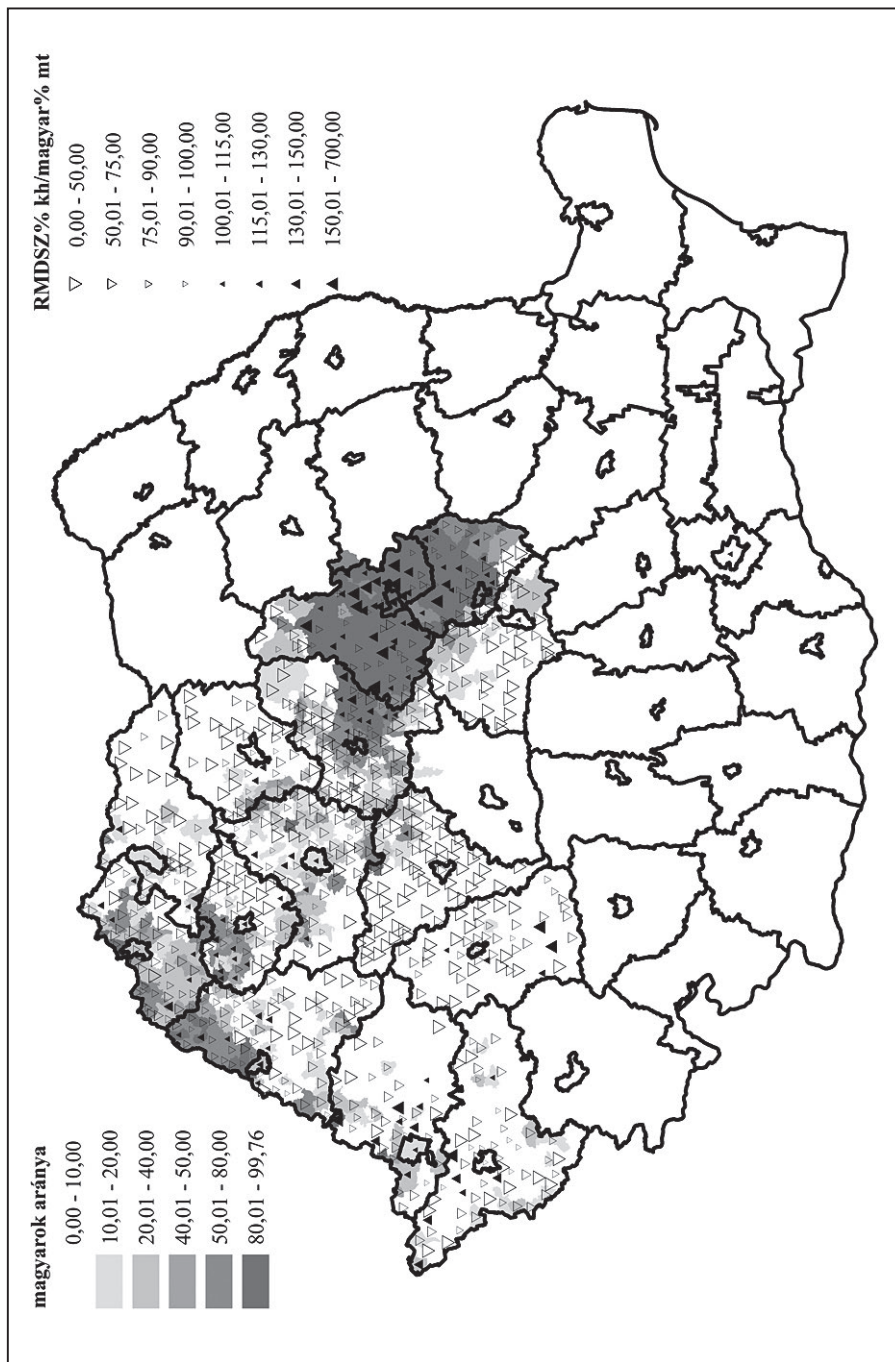 magyarok aránya
0,00 - 10,00
10,01 - 20,00
20,01 - 40,00
40,01 - 50,00
50,01 - 80,00
80,01 - 99,76
RMDSZ% kh/magyar% mt
0,00 - 50,00
50,01 - 75,00
75,01 - 90,00
90,01 - 100,00
100,01 - 115,00
115,01 - 130,00
130,01 - 150,00
150,01 - 700,00